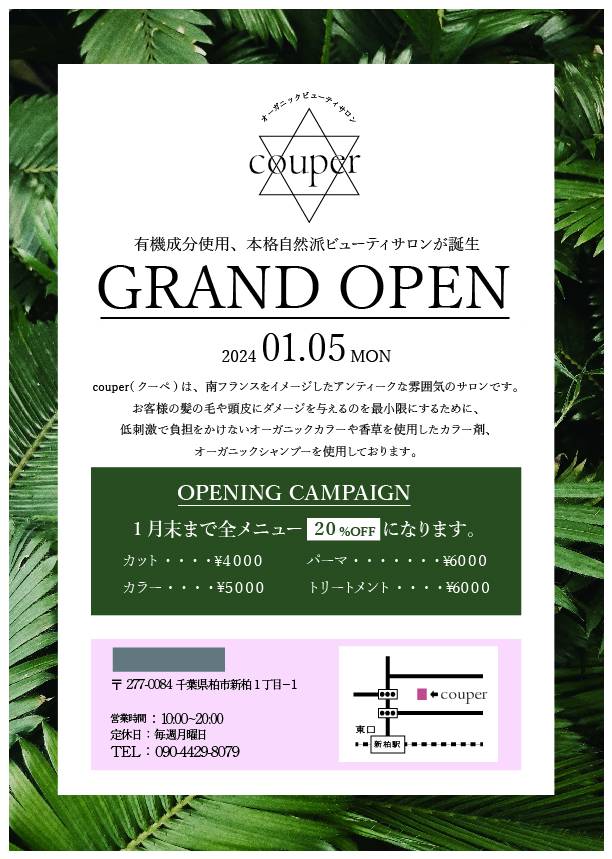 オーガニックビューティサロン
couper
有機成分使用、本格自然派ビューティサロンが誕生
GRAND OPEN
2024 01.05 MON
couper(クーペ)は、南フランスをイメージしたアンティークな雰囲気のサロンです。
お客様の髪の毛や頭皮にダメージを与えるのを最小限にするために、
低刺激で負担をかけないオーガニックカラーや香草を使用したカラー剤、
オーガニックシャンプーを使用しております。
OPENING CAMPAIGN
1月末まで全メニュー 20%OFF になります。
カット・・・・¥4000
パーマ・・・・・・・¥6000
カラー・・・・¥5000
トリートメント・・・・¥6000
〒277-0084 千葉県柏市新柏1丁目−1
営業時間:10:00~20:00
定休日:毎週月曜日
TEL:090-4429-8079
couper
東口
新柏駅